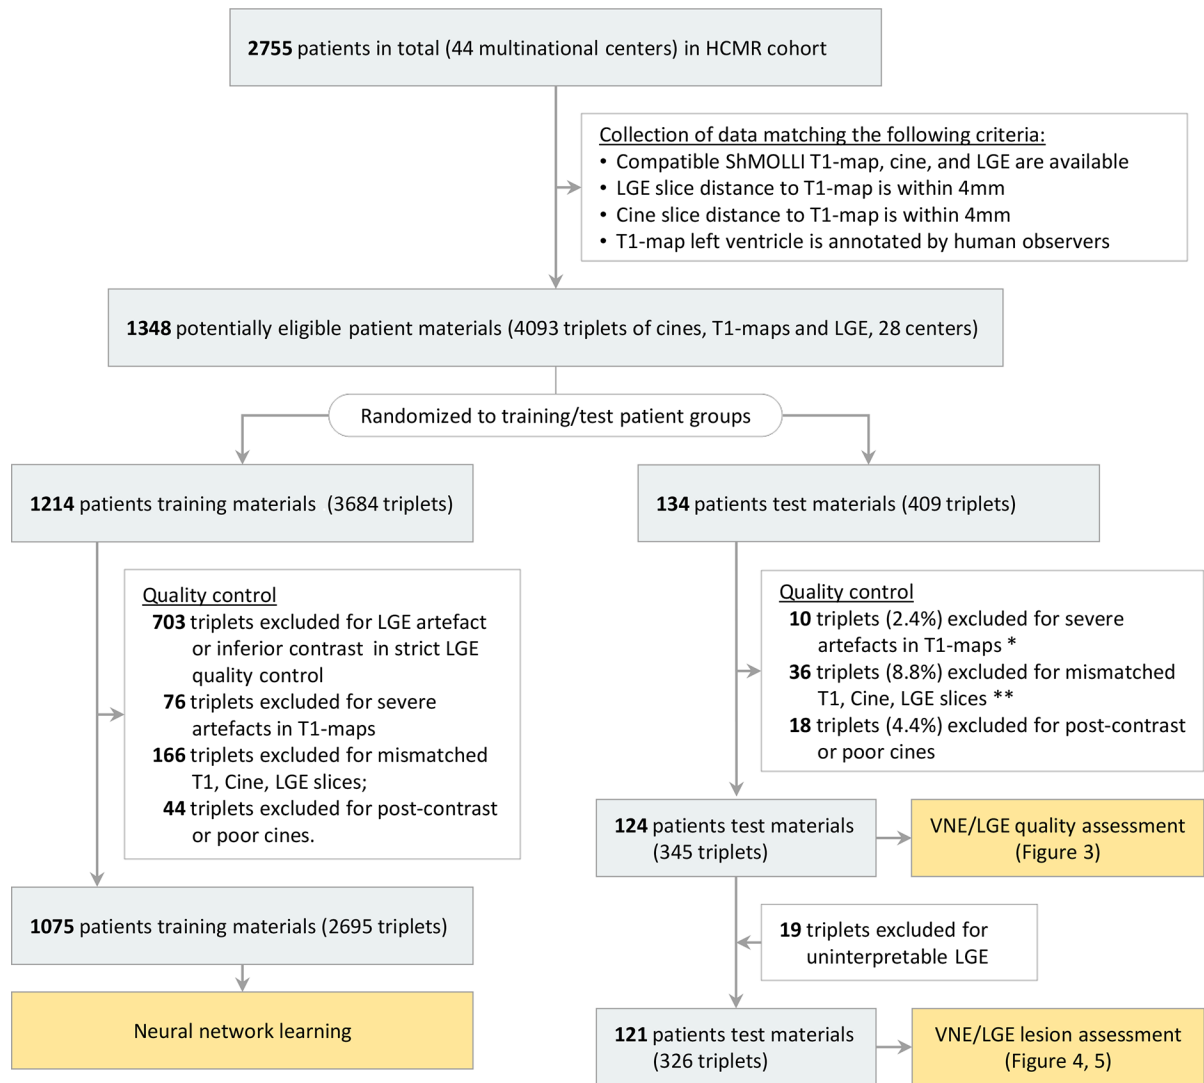 2755 patients in total (44 multinational centers) in HCMR cohort
Collection of data matching the following criteria:
• Compatible ShMOLLI T1-map, cine, and LGE are available
• LGE slice distance to T1-map is within 4mm
• Cine slice distance to T1-map is within 4mm
• T1-map left ventricle is annotated by human observers
1348 potentially eligible patient materials (4093 triplets of cines, T1-maps and LGE, 28 centers)
Randomized to training/test patient groups
1214 patients training materials (3684 triplets)
Quality control
703 triplets excluded for LGE artefact
or inferior contrast in strict LGE
quality control
76 triplets excluded for severe
artefacts in T1-maps
166 triplets excluded for mismatched
T1, Cine, LGE slices;
44 triplets excluded for post-contrast
or poor cines.
1075 patients training materials (2695 triplets)
Neural network learning
134 patients test materials (409 triplets)
Quality control
10 triplets (2.4%) excluded for severe
artefacts in T1-maps *
36 triplets (8.8%) excluded for mismatched
T1, Cine, LGE slices **
18 triplets (4.4%) excluded for post-contrast
or poor cines
124 patients test materials
(345 triplets)
VNE/LGE quality assessment
(Figure 3)
19 triplets excluded for
uninterpretable LGE
121 patients test materials
(326 triplets)
VNE/LGE lesion assessment
(Figure 4, 5)